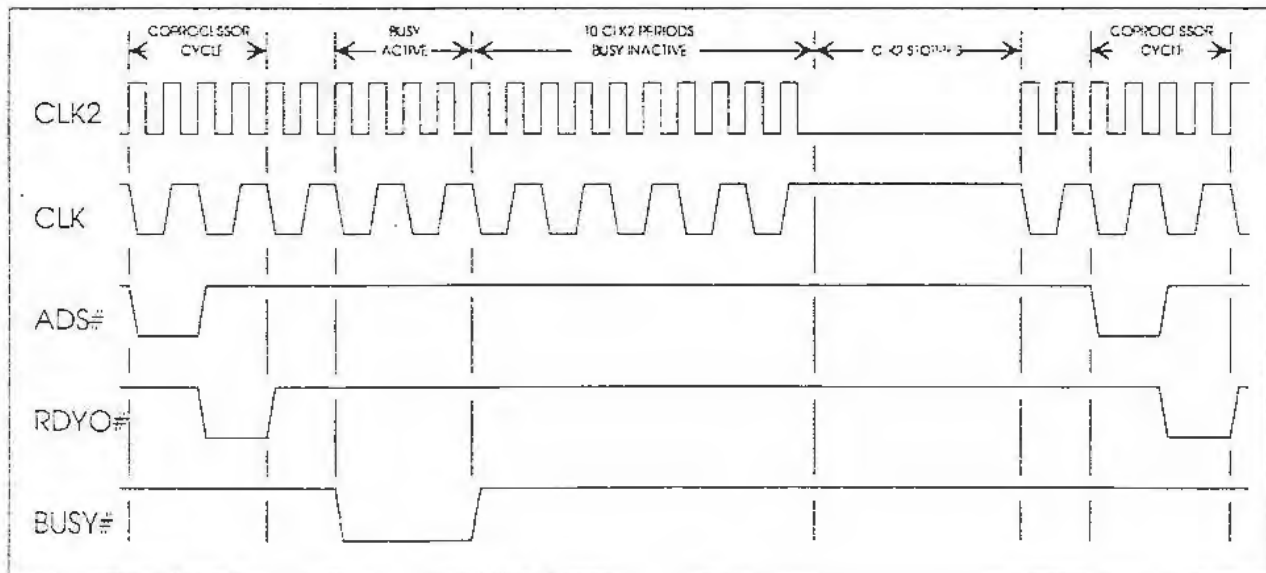 COPROCESSOR
CYCLE
BUSY
ACTIVE
10 CLK2 PERIODS
BUSY INACTIVE
COPROCESSOR
CYCLE
CLK2
CLK
ADS#
RDYO#
BUSY#